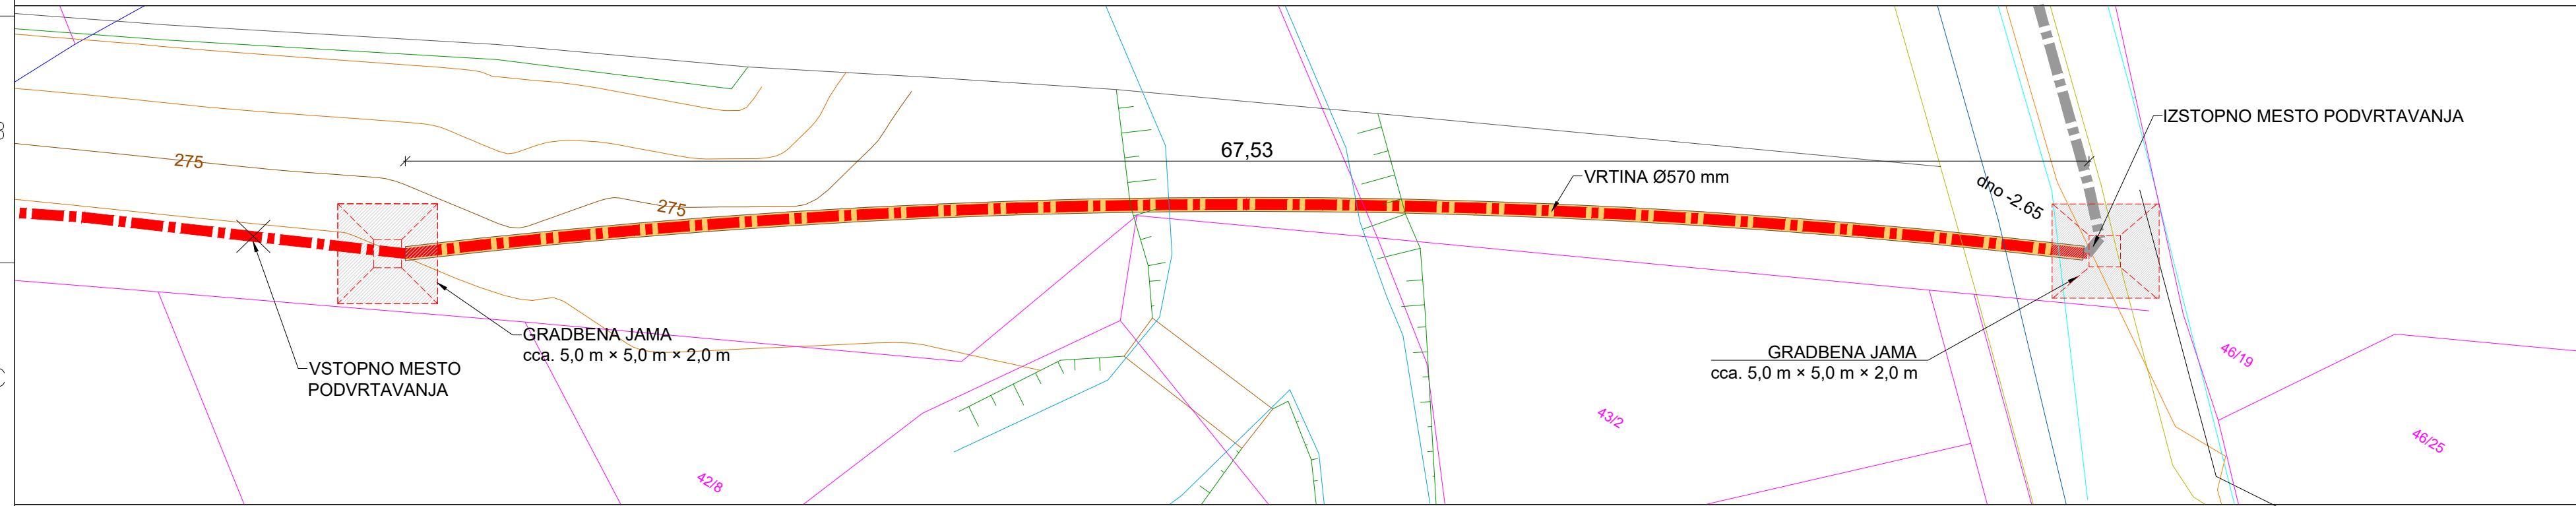 IZSTOPNO MESTO PODVRTAVANJA
67,53
275
VRTINA Ø570 mm
dno -2.65
275
GRADBENA JAMA
cca. 5,0 m × 5,0 m × 2,0 m
VSTOPNO MESTO
PODVRTAVANJA
GRADBENA JAMA
cca. 5,0 m × 5,0 m × 2,0 m
46/19
43/2
46/25
42/8